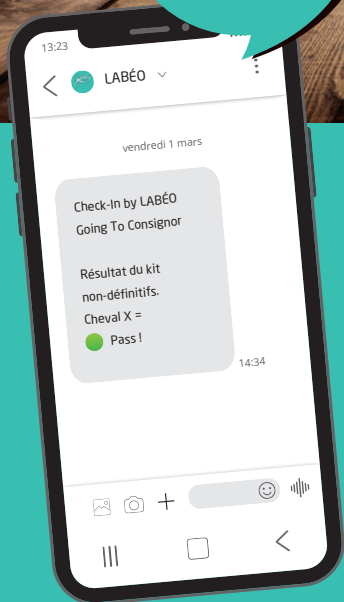 13:23
LABÉO
vendredi 1 mars
Check-In by LABÉO
Going To Consignor
Résultat du kit
non-définitifs.
Cheval X =
Pass !
14:34